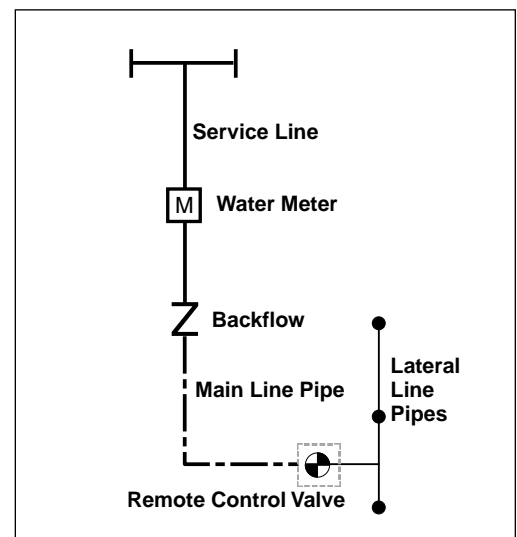 Service Line
M
Water Meter
Backflow
Main Line Pipe
Lateral
Line
Pipes
Remote Control Valve